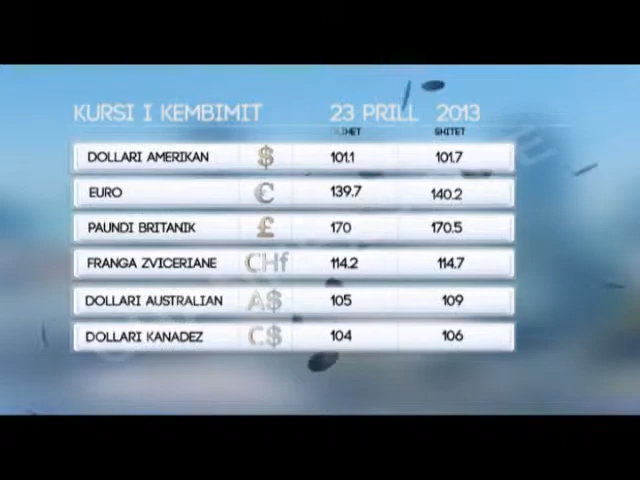 KURSI I KEMBIMIT 23 PRILL 2013
SHITET
DOLLARI AMERIKAN $ 101.1 101.7
EURO € 139.7 140.2
PAUNDI BRITANIK £ 170 170.5
FRANGA ZVICERIANE CHf 114.2 114.7
DOLLARI AUSTRALIAN A$ 105 109
DOLLARI KANADEZ C$ 104 106